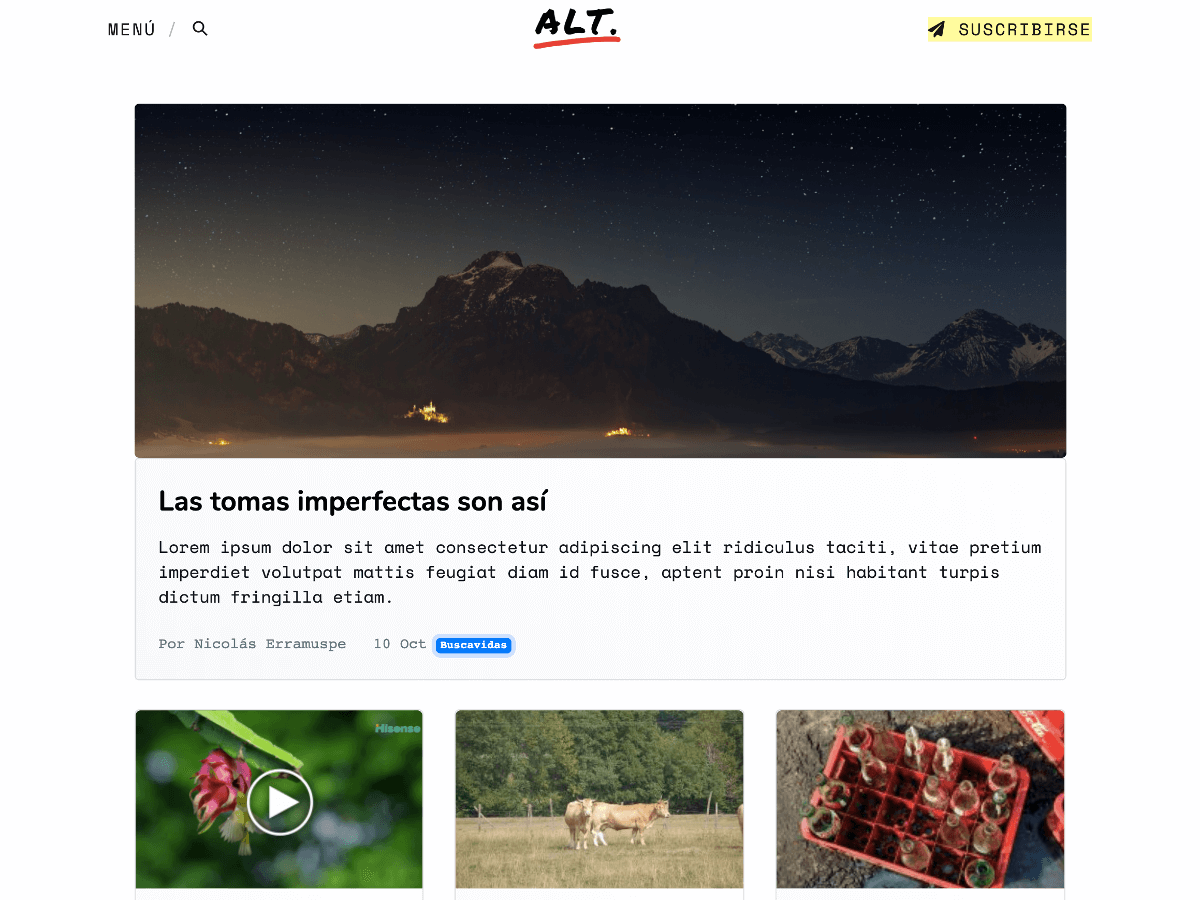 MENÚ /
ALT.
SUSCRIBIRSE
Las tomas imperfectas son así
Lorem ipsum dolor sit amet consectetur adipiscing elit ridiculus taciti, vitae pretium
imperdiet volutpat mattis feugiat diam id fusce, aptent proin nisi habitant turpis
dictum fringilla etiam.
Por Nicolás Erramuspe 10 Oct Buscavidas
Hisense